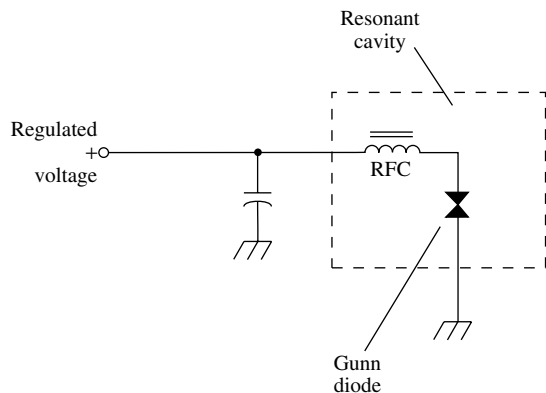 Resonant
cavity
Regulated
+
voltage
RFC
Gunn
diode